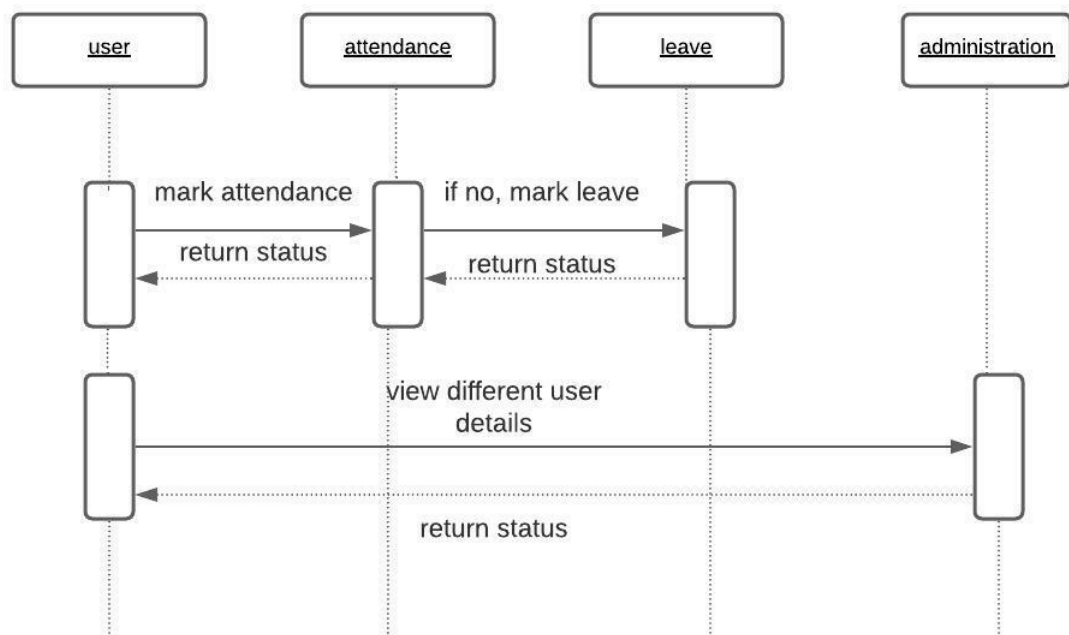 user
attendance
leave
administration
mark attendance
if no, mark leave
return status
return status
view different user
details
return status